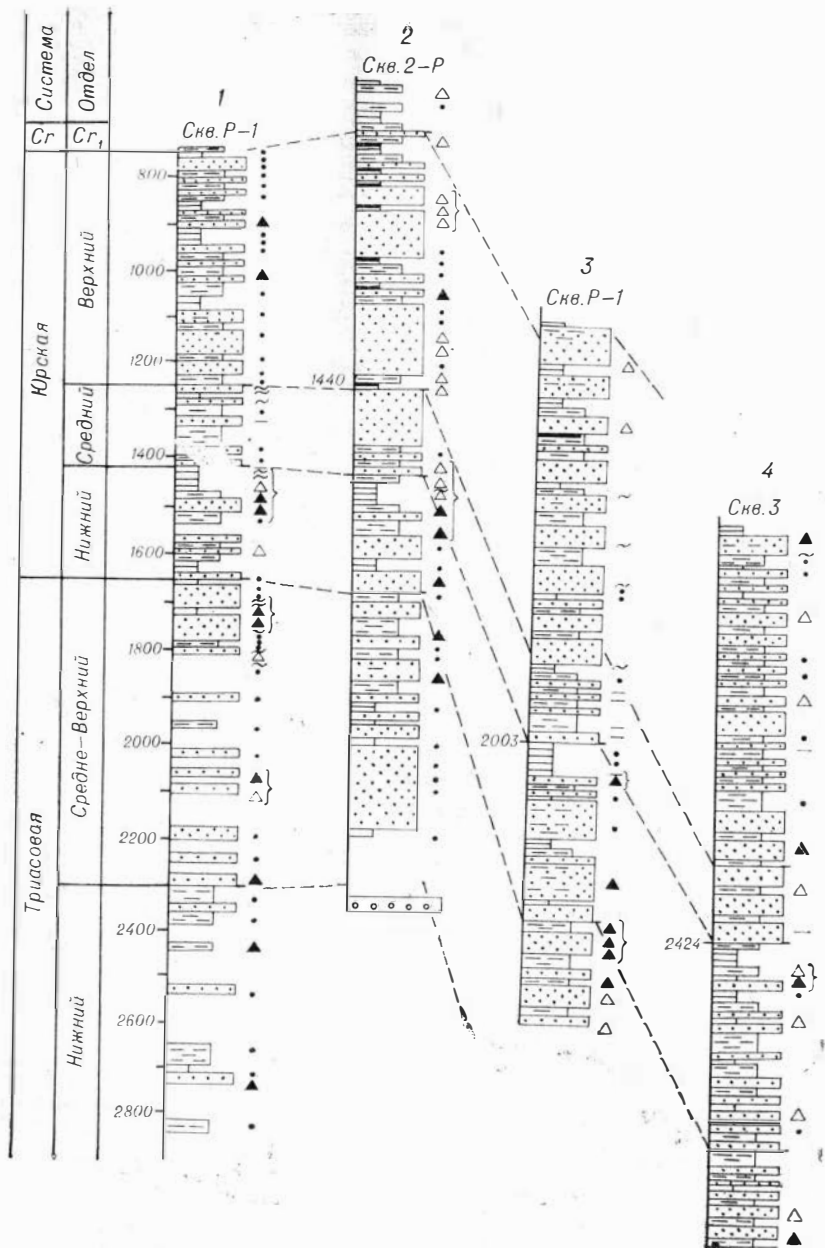 Система
Отдел
Cr
Cr₁
Юрская
Верхний
Средний
Нижний
Триасовая
Средне-Верхний
Нижний
1
Скв. Р-1
800
1000
1200
1400
1600
1800
2000
2200
2400
2600
2800
2
Скв. 2-Р
1440
3
Скв. Р-1
2003
4
Скв. 3
2424